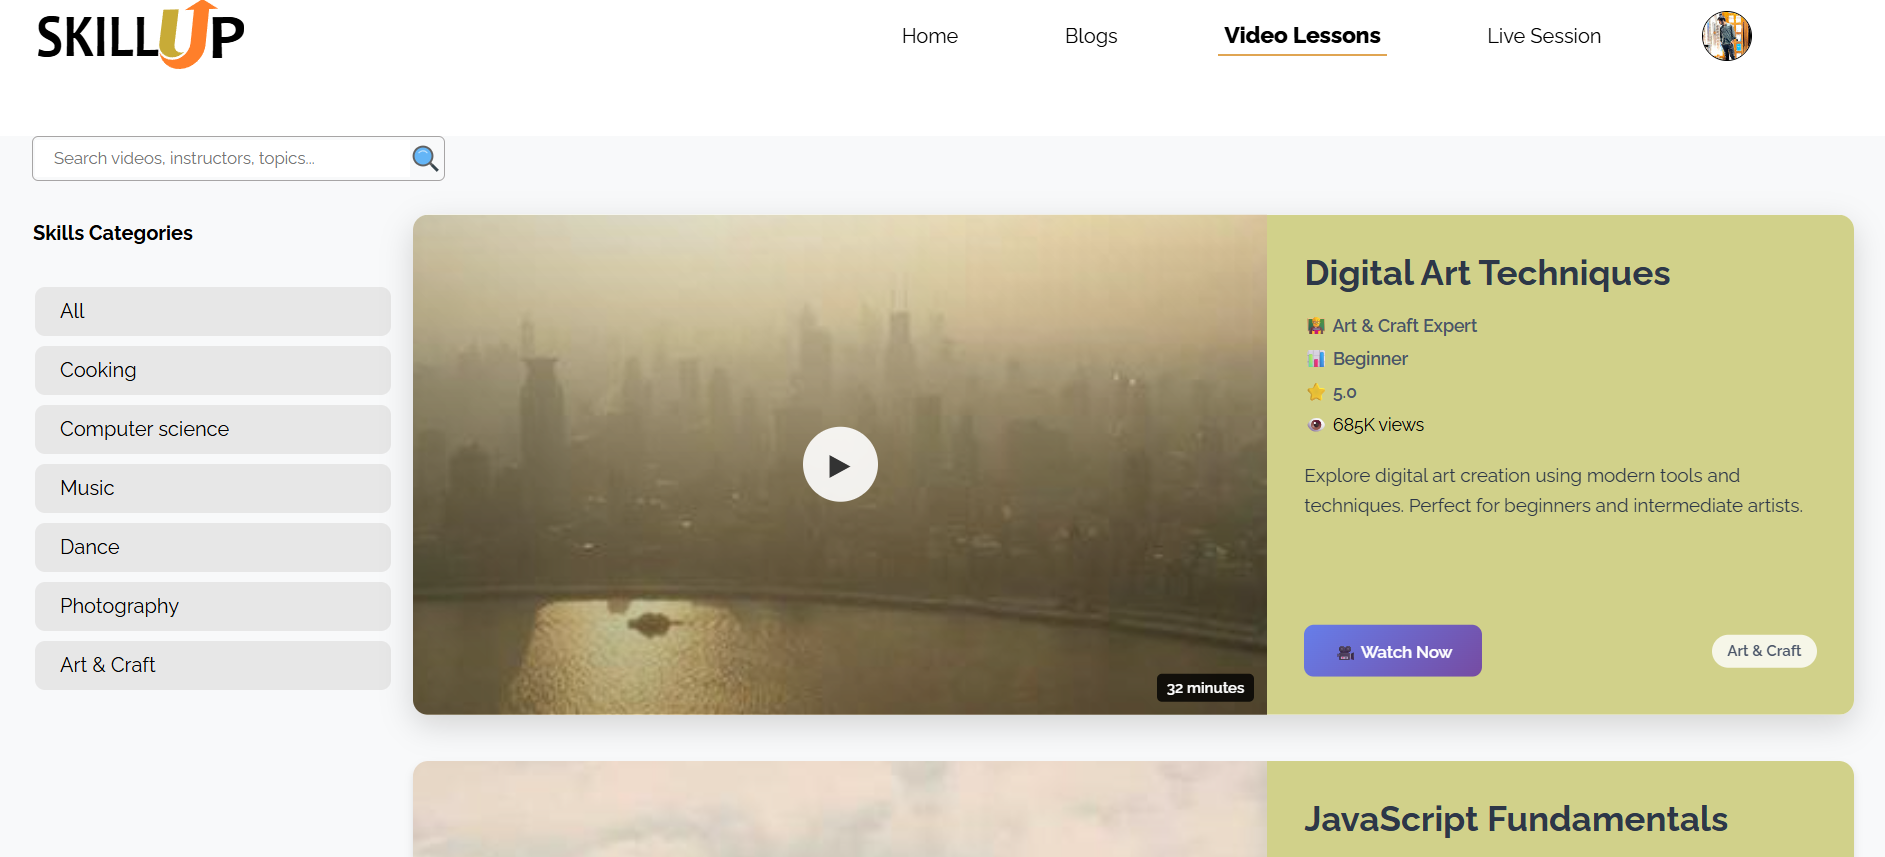 SKILLUP
Home
Blogs
Video Lessons
Live Session
Search videos, instructors, topics...
Skills Categories
All
Cooking
Computer science
Music
Dance
Photography
Art & Craft
32 minutes
Digital Art Techniques
Art & Craft Expert
Beginner
5.0
685K views
Explore digital art creation using modern tools and
techniques. Perfect for beginners and intermediate artists.
Watch Now
Art & Craft
JavaScript Fundamentals